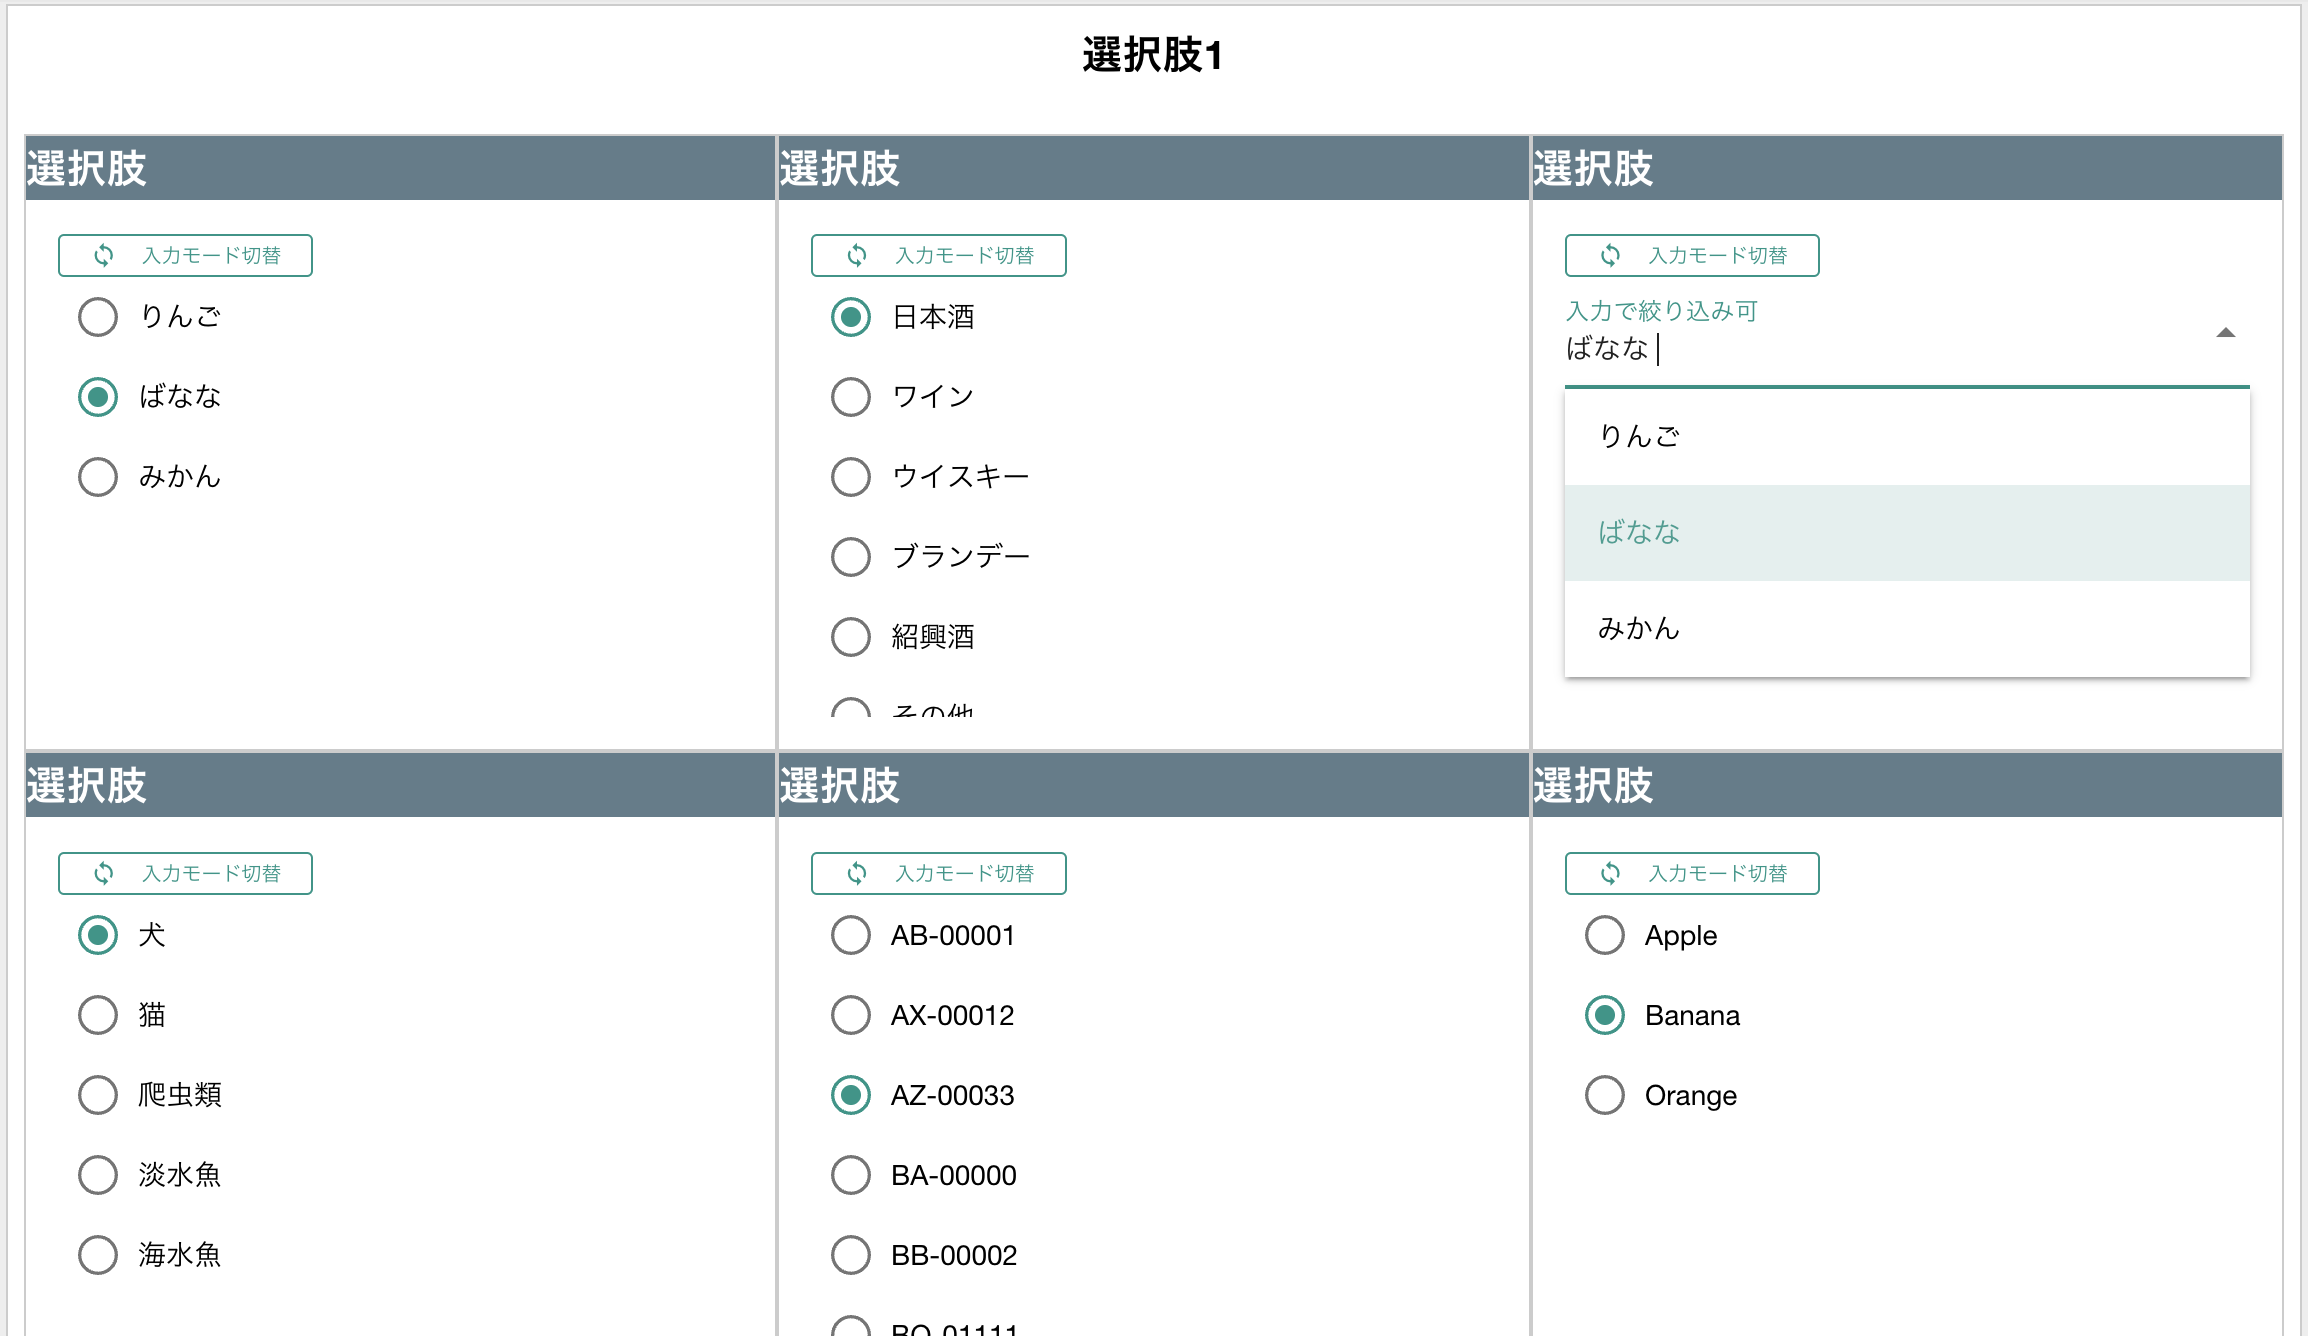 選択肢1
選択肢
入力モード切替
りんご
ばなな
みかん
選択肢
入力モード切替
日本酒
ワイン
ウイスキー
ブランデー
紹興酒
その他
選択肢
入力モード切替
入力で絞り込み可
ばなな
りんご
ばなな
みかん
選択肢
入力モード切替
犬
猫
爬虫類
淡水魚
海水魚
選択肢
入力モード切替
AB-00001
AX-00012
AZ-00033
BA-00000
BB-00002
選択肢
入力モード切替
Apple
Banana
Orange